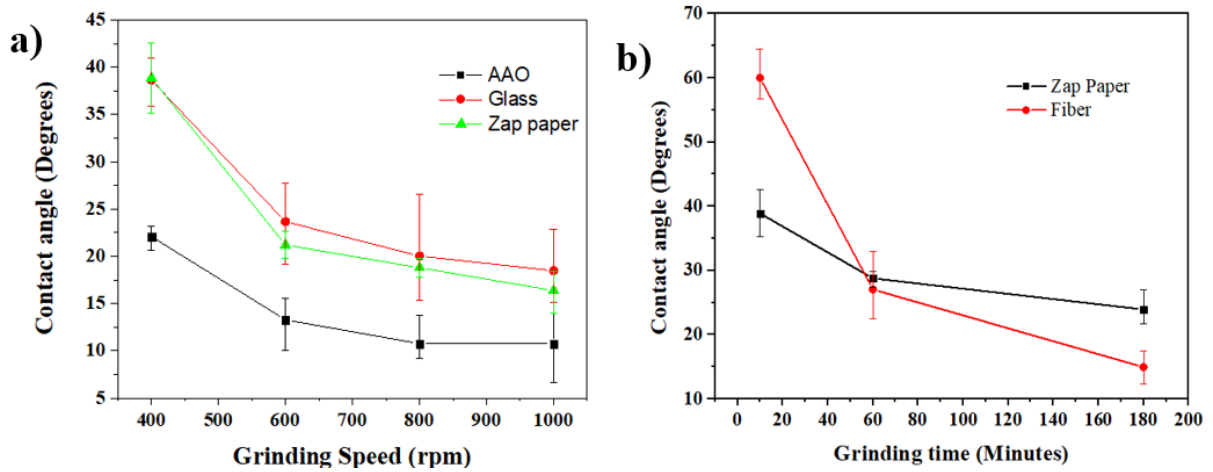 a)
Contact angle (Degrees)
45
40
35
30
25
20
15
10
5
AAO
Glass
Zap paper
400 500 600 700 800 900 1000
Grinding Speed (rpm)
b)
Contact angle (Degrees)
70
60
50
40
30
20
10
Zap Paper
Fiber
0 20 40 60 80 100 120 140 160 180 200
Grinding time (Minutes)